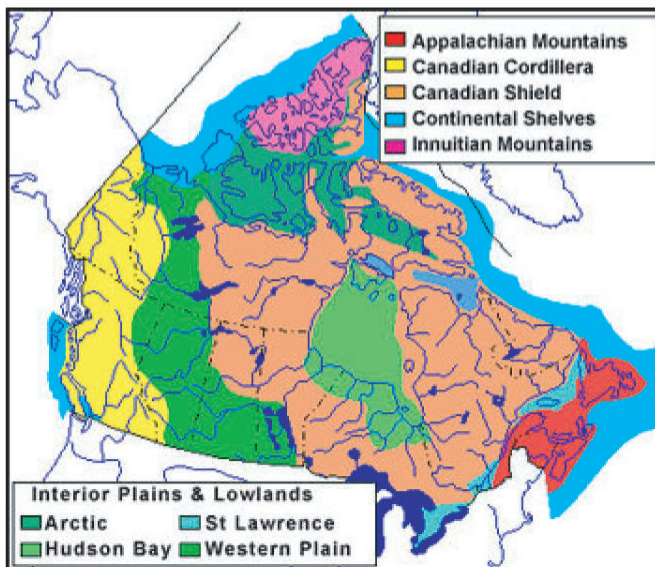 Appalachian Mountains
Canadian Cordillera
Canadian Shield
Continental Shelves
Innuitian Mountains
Interior Plains & Lowlands
Arctic
St Lawrence
Hudson Bay
Western Plain